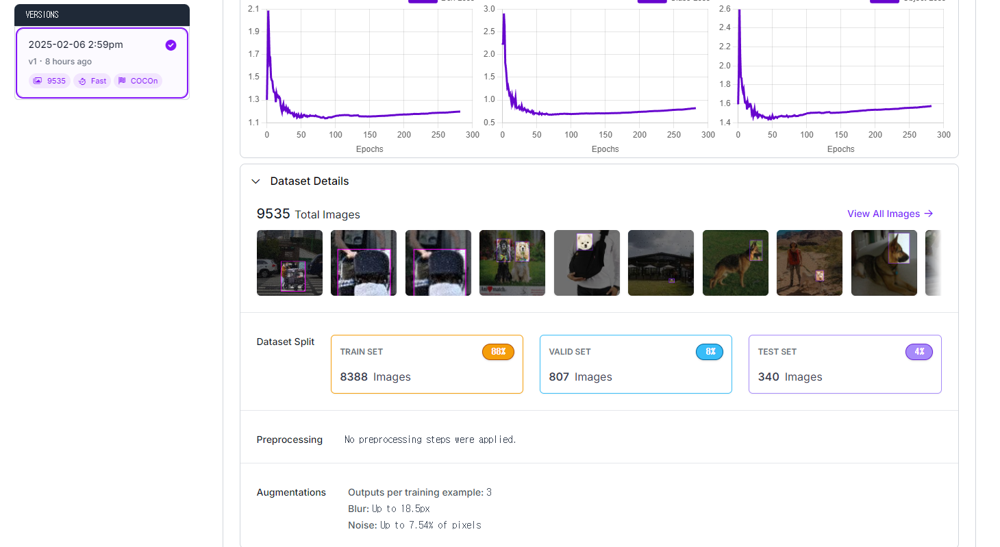 VERSIONS
2025-02-06 2:59pm
v1 · 8 hours ago
9535 Fast COCOn
2.1
1.9
1.7
1.5
1.3
1.1
0 50 100 150 200 250 300
Epochs
3.0
2.5
2.0
1.5
1.0
0.5
0 50 100 150 200 250 300
Epochs
2.6
2.4
2.2
2.0
1.8
1.6
1.4
0 50 100 150 200 250 300
Epochs
Dataset Details
9535 Total Images
View All Images →
Dataset Split
TRAIN SET 88%
8388 Images
VALID SET 8%
807 Images
TEST SET 4%
340 Images
Preprocessing
No preprocessing steps were applied.
Augmentations
Outputs per training example: 3
Blur: Up to 18.5px
Noise: Up to 7.54% of pixels